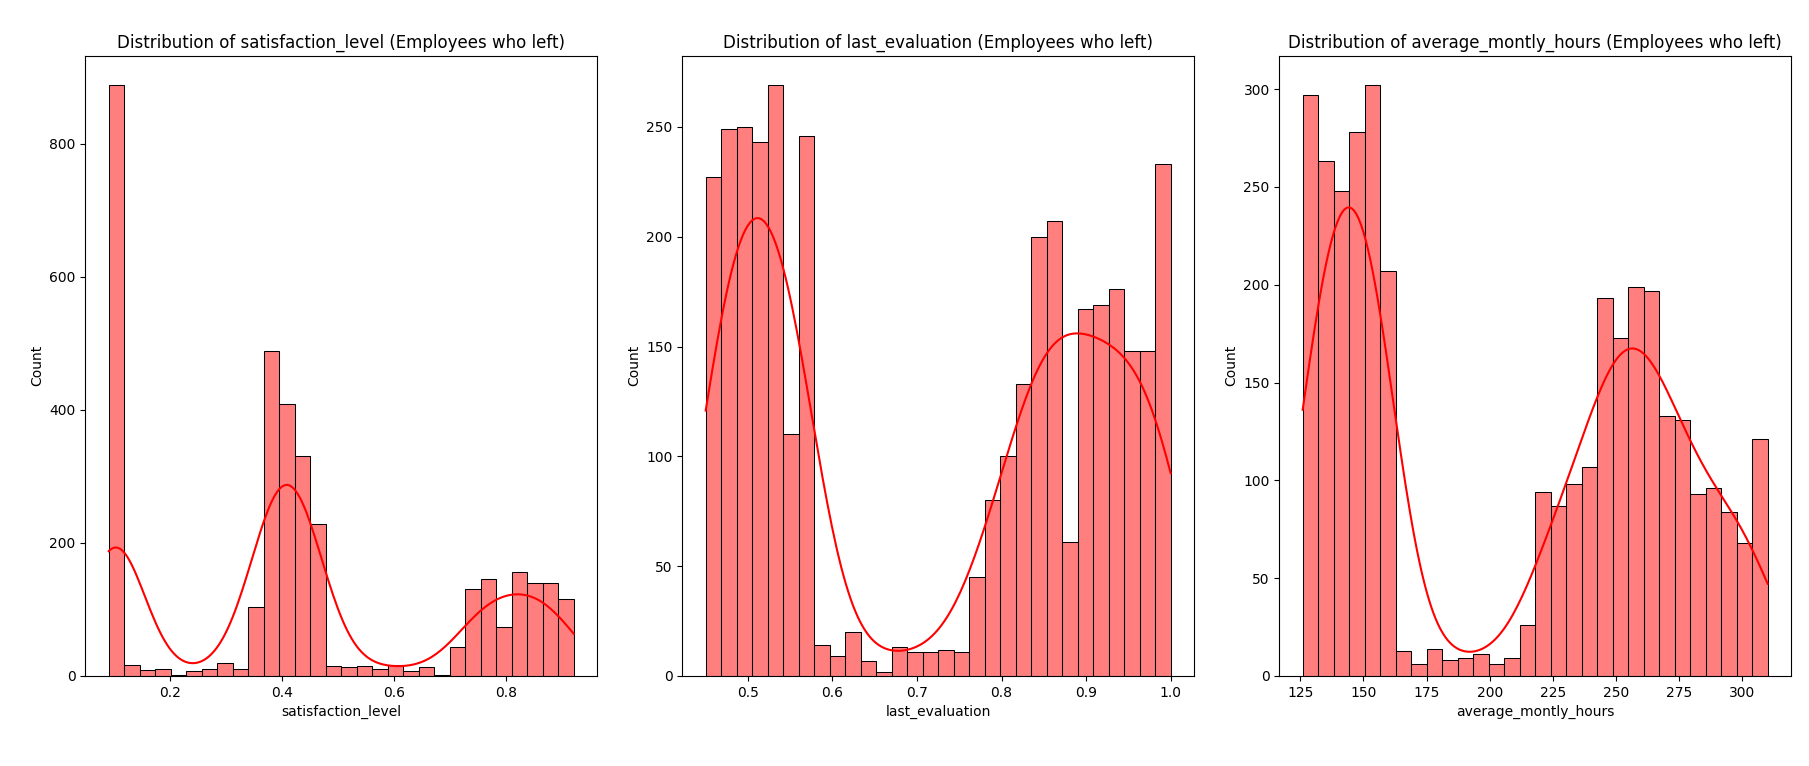 Distribution of satisfaction_level (Employees who left)
800
600
400
200
0
Count
0.2 0.4 0.6 0.8
satisfaction_level
Distribution of last_evaluation (Employees who left)
250
200
150
100
50
0
Count
0.5 0.6 0.7 0.8 0.9 1.0
last_evaluation
Distribution of average_montly_hours (Employees who left)
300
250
200
150
100
50
0
Count
125 150 175 200 225 250 275 300
average_montly_hours